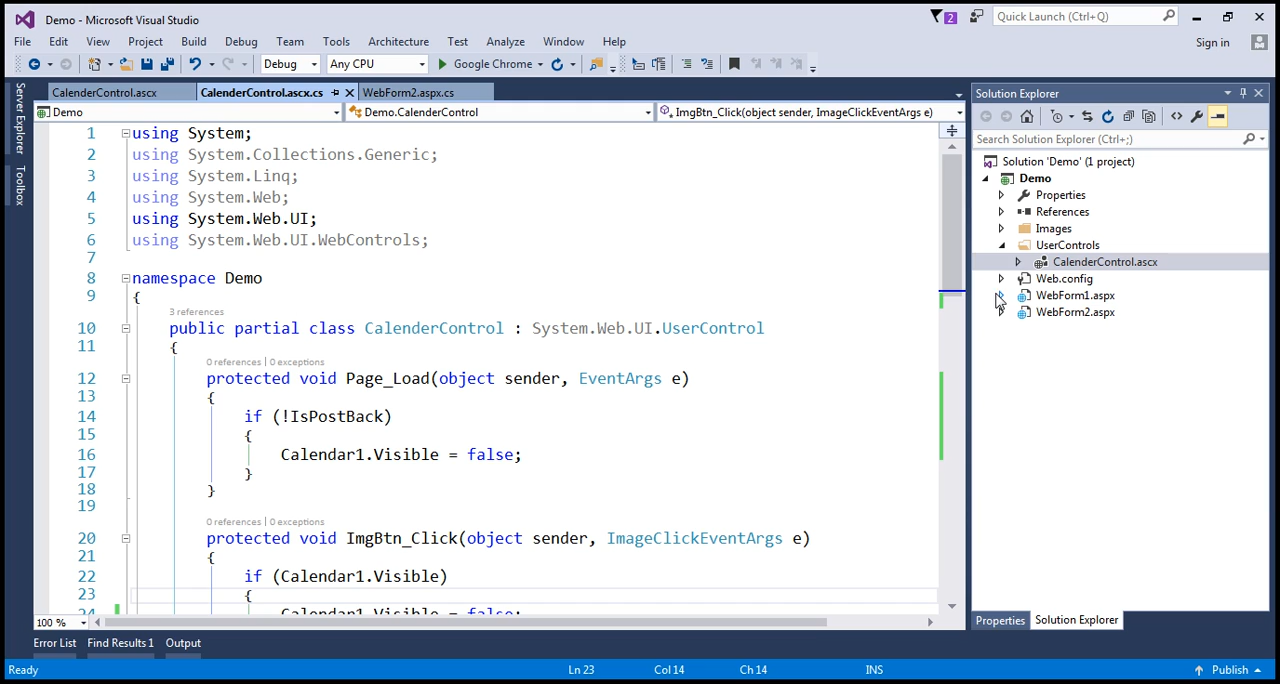 Demo - Microsoft Visual Studio
2
Quick Launch (Ctrl+Q)
File Edit View Project Build Debug Team Tools Architecture Test Analyze Window Help
Sign in
Debug Any CPU Google Chrome
Server Explorer
Toolbox
CalenderControl.ascx CalenderControl.ascx.cs WebForm2.aspx.cs
Demo Demo.CalenderControl ImgBtn_Click(object sender, ImageClickEventArgs e)
1 using System;
2 using System.Collections.Generic;
3 using System.Linq;
4 using System.Web;
5 using System.Web.UI;
6 using System.Web.UI.WebControls;
7
8 namespace Demo
9 {
3 references
10 public partial class CalenderControl : System.Web.UI.UserControl
11 {
0 references | 0 exceptions
12 protected void Page_Load(object sender, EventArgs e)
13 {
14 if (!IsPostBack)
15 {
16 Calendar1.Visible = false;
17 }
18 }
19
0 references | 0 exceptions
20 protected void ImgBtn_Click(object sender, ImageClickEventArgs e)
21 {
22 if (Calendar1.Visible)
23 {
24 Calendar1.Visible = false;
100 %
Solution Explorer
Search Solution Explorer (Ctrl+;)
Solution 'Demo' (1 project)
Demo
Properties
References
Images
UserControls
CalenderControl.ascx
Web.config
WebForm1.aspx
WebForm2.aspx
Properties Solution Explorer
Error List Find Results 1 Output
Ready Ln 23 Col 14 Ch 14 INS Publish